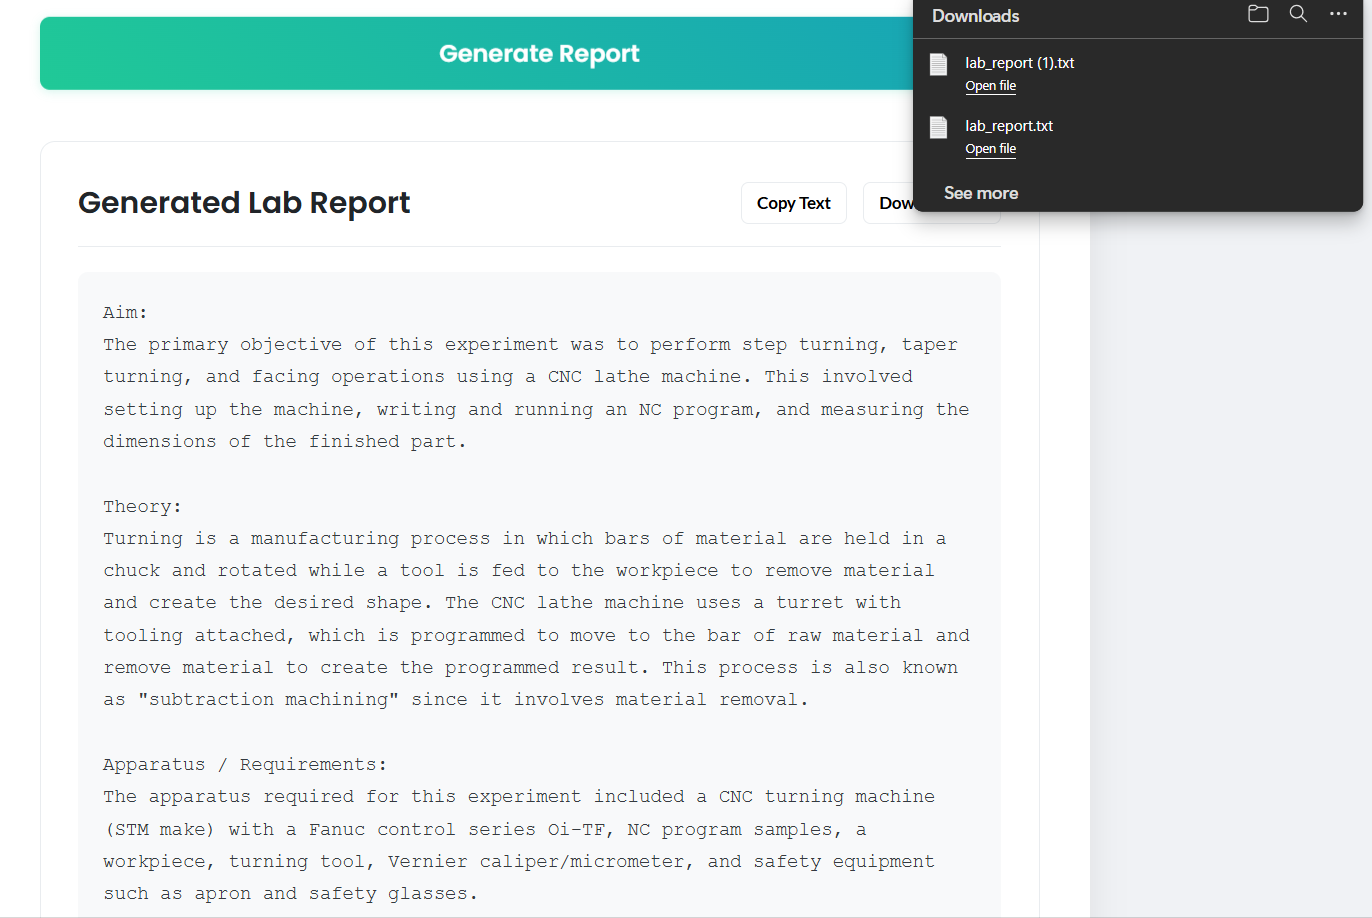 Generate Report
Downloads
lab_report (1).txt
Open file
lab_report.txt
Open file
See more
Generated Lab Report
Copy Text
Aim:
The primary objective of this experiment was to perform step turning, taper
turning, and facing operations using a CNC lathe machine. This involved
setting up the machine, writing and running an NC program, and measuring the
dimensions of the finished part.
Theory:
Turning is a manufacturing process in which bars of material are held in a
chuck and rotated while a tool is fed to the workpiece to remove material
and create the desired shape. The CNC lathe machine uses a turret with
tooling attached, which is programmed to move to the bar of raw material and
remove material to create the programmed result. This process is also known
as "subtraction machining" since it involves material removal.
Apparatus / Requirements:
The apparatus required for this experiment included a CNC turning machine
(STM make) with a Fanuc control series Oi-TF, NC program samples, a
workpiece, turning tool, Vernier caliper/micrometer, and safety equipment
such as apron and safety glasses.